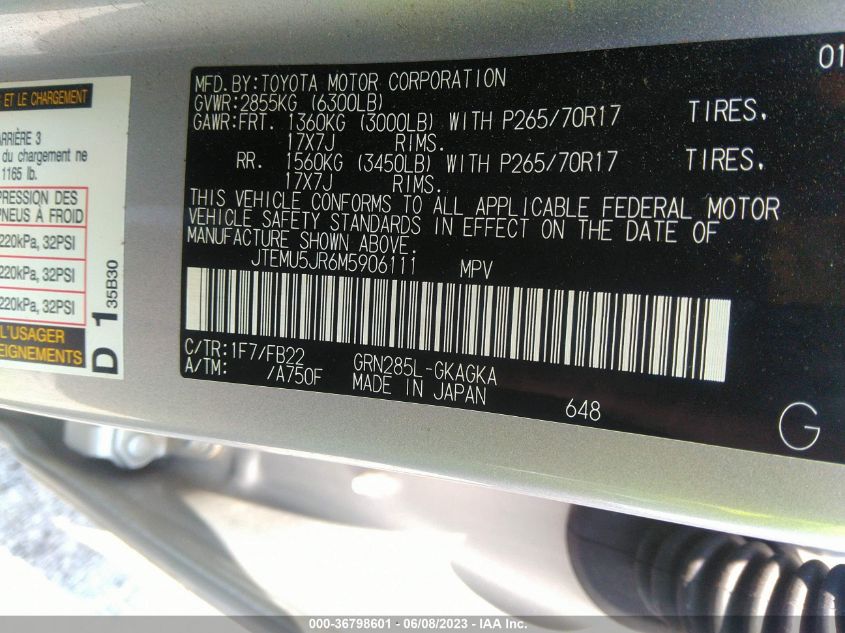 ET LE CHARGEMENT
ARRIÈRE 3
du chargement ne
1165 lb.
PRESSION DES
PNEUS À FROID
220kPa, 32PSI
220kPa, 32PSI
220kPa, 32PSI
L'USAGER
D 1 35B30
01
MFD.BY:TOYOTA MOTOR CORPORATION
GVWR:2855KG (6300LB)
GAWR:FRT. 1360KG (3000LB) WITH P265/70R17 TIRES,
17X7J RIMS.
RR. 1560KG (3450LB) WITH P265/70R17 TIRES,
17X7J RIMS.
THIS VEHICLE CONFORMS TO ALL APPLICABLE FEDERAL MOTOR
VEHICLE SAFETY STANDARDS IN EFFECT ON THE DATE OF
MANUFACTURE SHOWN ABOVE.
JTEMU5JR6M5906111 MPV
C/TR:1F7/FB22 GRN285L-GKAGKA
A/TM: /A750F MADE IN JAPAN
648
G
000-36798601 - 06/08/2023 - IAA Inc.